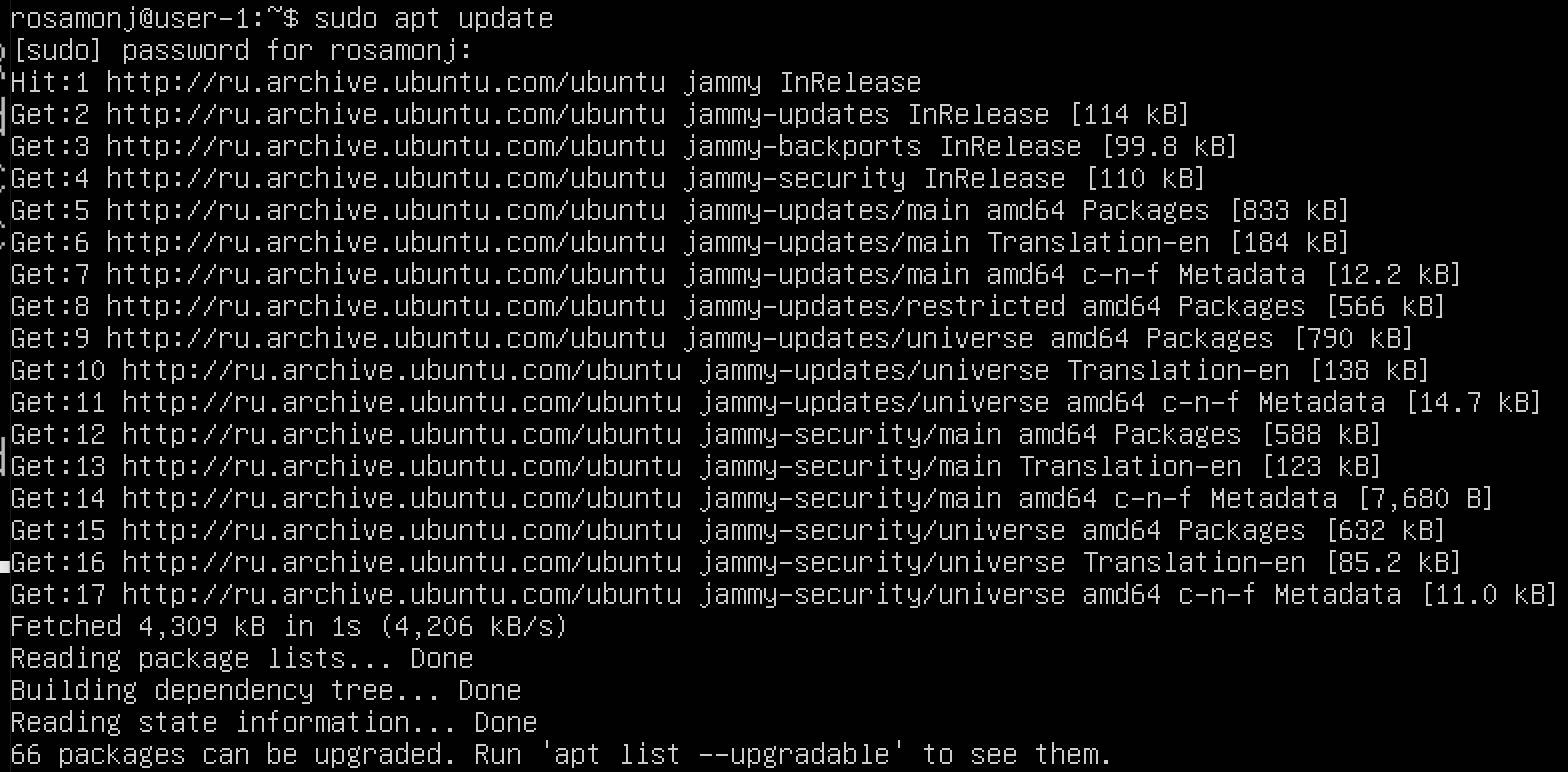 rosamonj@user-1:~$ sudo apt update
[sudo] password for rosamonj:
Hit:1 http://ru.archive.ubuntu.com/ubuntu jammy InRelease
Get:2 http://ru.archive.ubuntu.com/ubuntu jammy-updates InRelease [114 kB]
Get:3 http://ru.archive.ubuntu.com/ubuntu jammy-backports InRelease [99.8 kB]
Get:4 http://ru.archive.ubuntu.com/ubuntu jammy-security InRelease [110 kB]
Get:5 http://ru.archive.ubuntu.com/ubuntu jammy-updates/main amd64 Packages [833 kB]
Get:6 http://ru.archive.ubuntu.com/ubuntu jammy-updates/main Translation-en [184 kB]
Get:7 http://ru.archive.ubuntu.com/ubuntu jammy-updates/main amd64 c-n-f Metadata [12.2 kB]
Get:8 http://ru.archive.ubuntu.com/ubuntu jammy-updates/restricted amd64 Packages [566 kB]
Get:9 http://ru.archive.ubuntu.com/ubuntu jammy-updates/universe amd64 Packages [790 kB]
Get:10 http://ru.archive.ubuntu.com/ubuntu jammy-updates/universe Translation-en [138 kB]
Get:11 http://ru.archive.ubuntu.com/ubuntu jammy-updates/universe amd64 c-n-f Metadata [14.7 kB]
Get:12 http://ru.archive.ubuntu.com/ubuntu jammy-security/main amd64 Packages [588 kB]
Get:13 http://ru.archive.ubuntu.com/ubuntu jammy-security/main Translation-en [123 kB]
Get:14 http://ru.archive.ubuntu.com/ubuntu jammy-security/main amd64 c-n-f Metadata [7,680 B]
Get:15 http://ru.archive.ubuntu.com/ubuntu jammy-security/universe amd64 Packages [632 kB]
Get:16 http://ru.archive.ubuntu.com/ubuntu jammy-security/universe Translation-en [85.2 kB]
Get:17 http://ru.archive.ubuntu.com/ubuntu jammy-security/universe amd64 c-n-f Metadata [11.0 kB]
Fetched 4,309 kB in 1s (4,206 kB/s)
Reading package lists... Done
Building dependency tree... Done
Reading state information... Done
66 packages can be upgraded. Run 'apt list --upgradable' to see them.